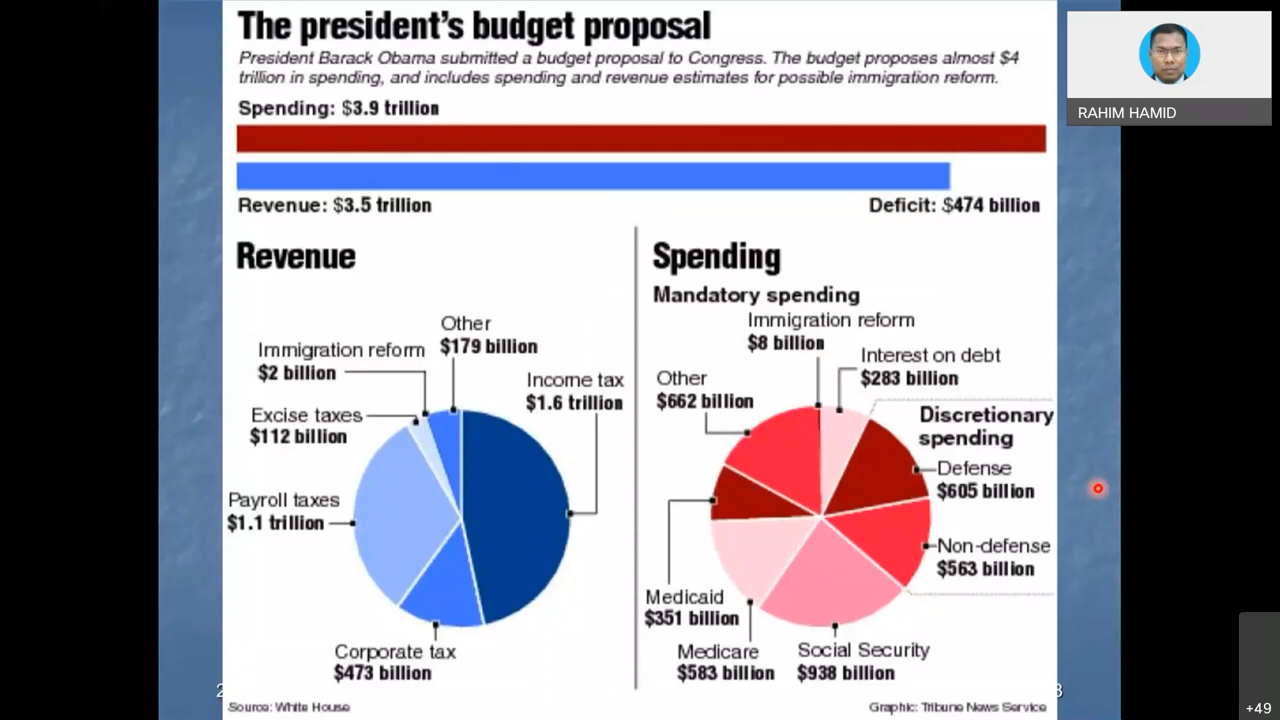 The president's budget proposal
President Barack Obama submitted a budget proposal to Congress. The budget proposes almost $4
trillion in spending, and includes spending and revenue estimates for possible immigration reform.
Spending: $3.9 trillion
Revenue: $3.5 trillion
Deficit: $474 billion
Revenue
Other
$179 billion
Immigration reform
$2 billion
Income tax
$1.6 trillion
Excise taxes
$112 billion
Payroll taxes
$1.1 trillion
Corporate tax
$473 billion
Spending
Mandatory spending
Immigration reform
$8 billion
Interest on debt
$283 billion
Other
$662 billion
Discretionary
spending
Defense
$605 billion
Non-defense
$563 billion
Medicaid
$351 billion
Medicare
$583 billion
Social Security
$938 billion
Source: White House
Graphic: Tribune News Service
RAHIM HAMID
+49